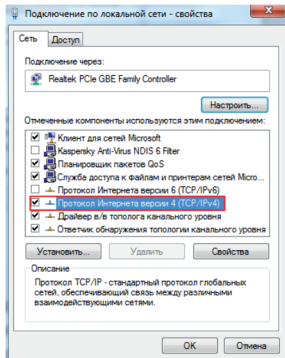 Подключение по локальной сети - свойства
Сеть Доступ
Подключение через:
Realtek PCIe GBE Family Controller
Настроить...
Отмеченные компоненты используются этим подключением:
Клиент для сетей Microsoft
Kaspersky Anti-Virus NDIS 6 Filter
Планировщик пакетов QoS
Служба доступа к файлам и принтерам сетей Micro...
Протокол Интернета версии 6 (TCP/IPv6)
Протокол Интернета версии 4 (TCP/IPv4)
Драйвер в/в тополога канального уровня
Ответчик обнаружения топологии канального уровня
Установить... Удалить Свойства
Описание
Протокол TCP/IP - стандартный протокол глобальных
сетей, обеспечивающий связь между различными
взаимодействующими сетями.
OK Отмена